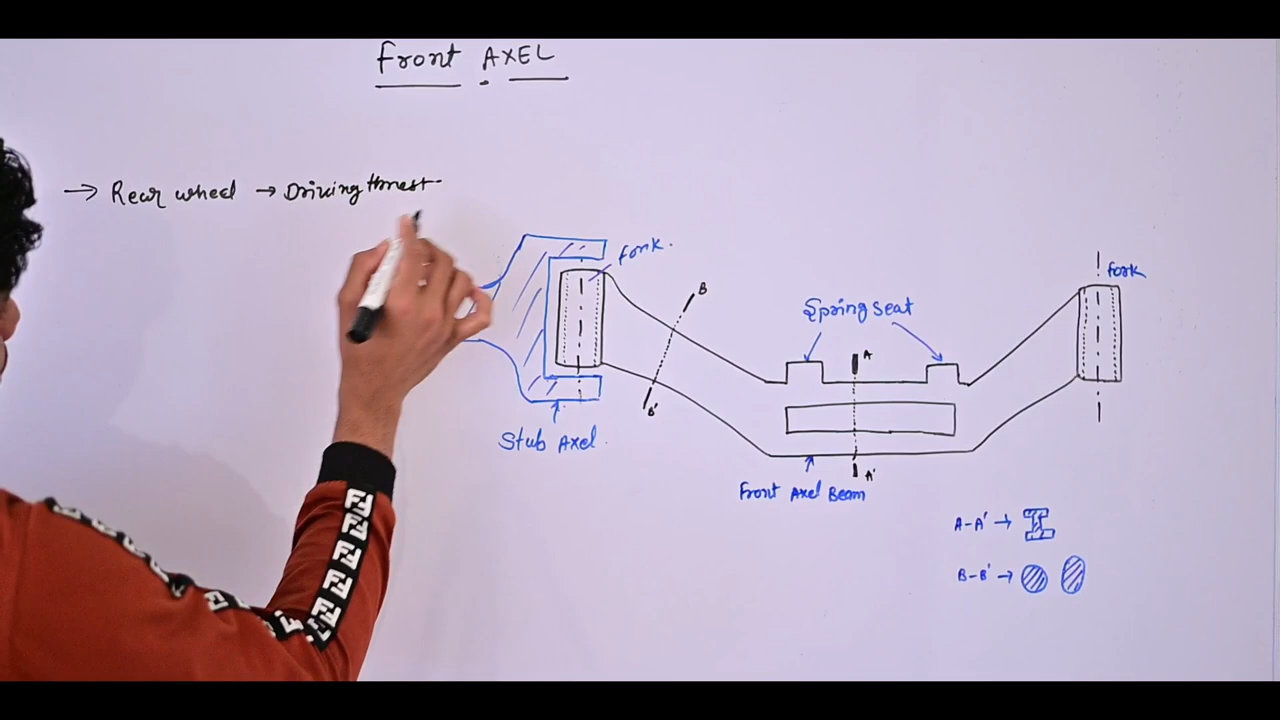 Front AXEL
→ Rear wheel → Driving thrust
fork.
fork
B
Spring seat
A
B'
Stub Axel.
A'
Front Axel Beam
A-A' →
B-B' →